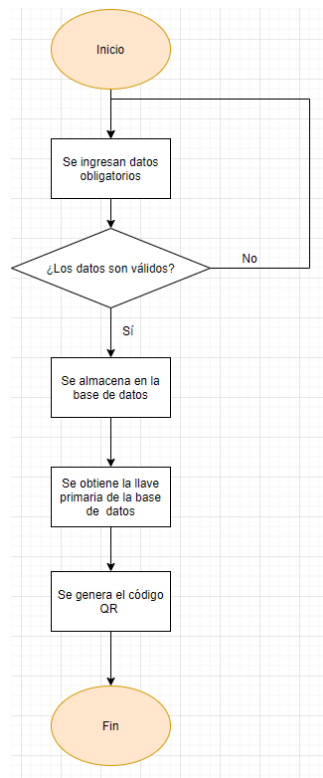 Inicio
Se ingresan datos
obligatorios
¿Los datos son válidos?
No
Sí
Se almacena en la
base de datos
Se obtiene la llave
primaria de la base
de datos
Se genera el código
QR
Fin